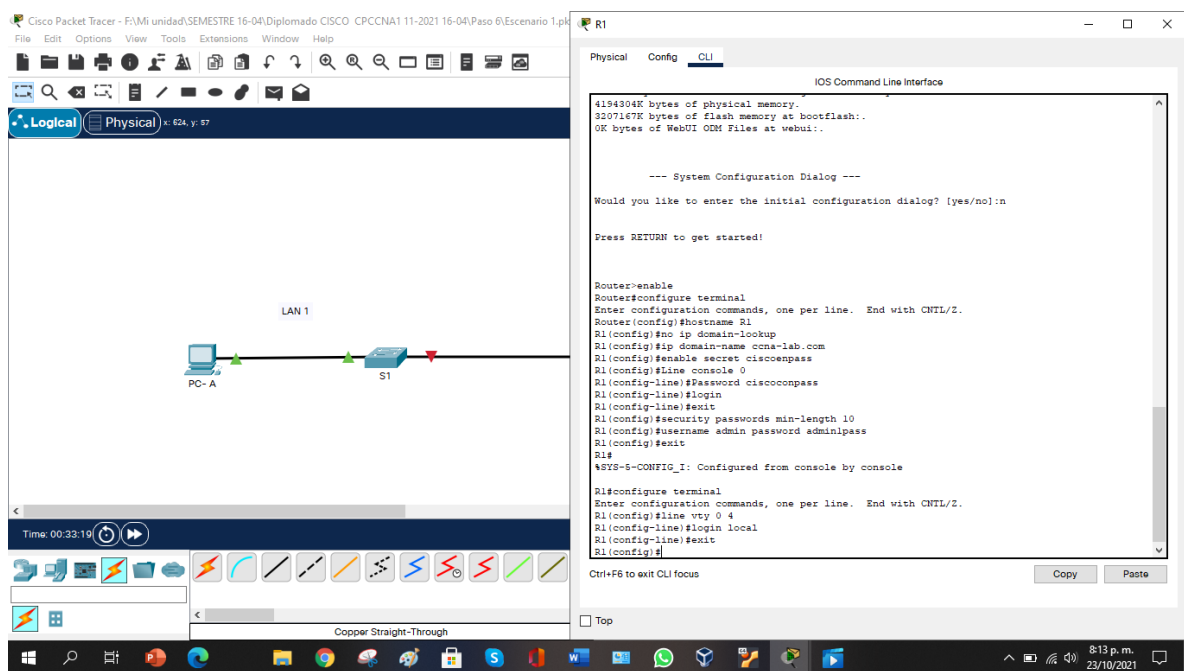 Cisco Packet Tracer - F:\Mi unidad\SEMESTRE 16-04\Diplomado CISCO CPCCNA1 11-2021 16-04\Paso 6\Escenario 1.pk
File Edit Options View Tools Extensions Window Help
Logical Physical x: 624, y: 57
LAN 1
PC- A
S1
Time: 00:33:19
Copper Straight-Through
R1
Physical Config CLI
IOS Command Line Interface
4194304K bytes of physical memory.
3207167K bytes of flash memory at bootflash:.
0K bytes of WebUI ODM Files at webui:.
--- System Configuration Dialog ---
Would you like to enter the initial configuration dialog? [yes/no]:n
Press RETURN to get started!
Router>enable
Router#configure terminal
Enter configuration commands, one per line. End with CNTL/Z.
Router(config)#hostname R1
R1(config)#no ip domain-lookup
R1(config)#ip domain-name ccna-lab.com
R1(config)#enable secret ciscoenpass
R1(config)#Line console 0
R1(config-line)#Password ciscoconpass
R1(config-line)#login
R1(config-line)#exit
R1(config)#security passwords min-length 10
R1(config)#username admin password admin1pass
R1(config)#exit
R1#
%SYS-5-CONFIG_I: Configured from console by console
R1#configure terminal
Enter configuration commands, one per line. End with CNTL/Z.
R1(config)#line vty 0 4
R1(config-line)#login local
R1(config-line)#exit
R1(config)#
Ctrl+F6 to exit CLI focus
Copy Paste
Top
8:13 p. m.
23/10/2021